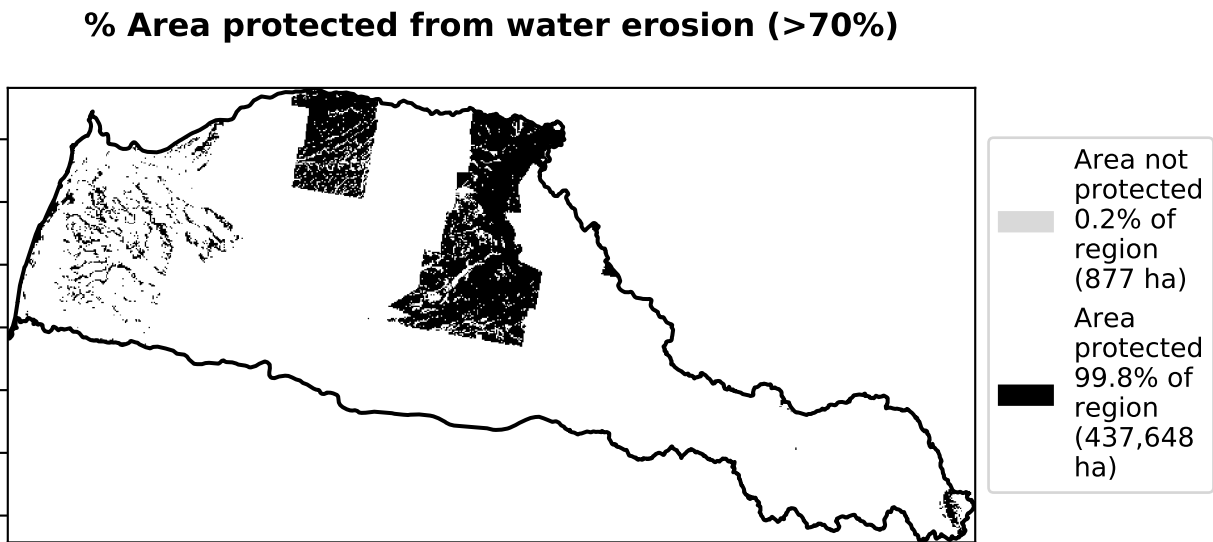 % Area protected from water erosion (>70%)
Area not
protected
0.2% of
region
(877 ha)
Area
protected
99.8% of
region
(437,648
ha)